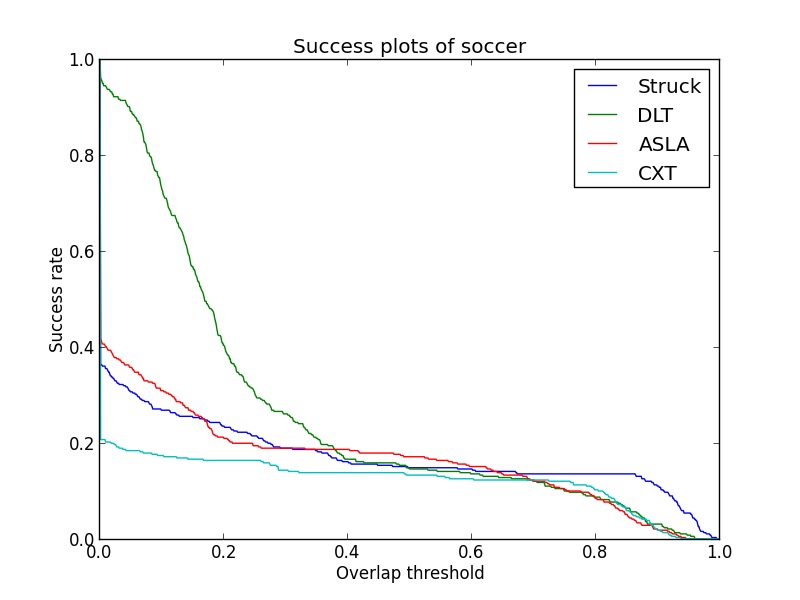 Success plots of soccer
1.0
0.8
0.6
0.4
0.2
0.0
Success rate
Struck
DLT
ASLA
CXT
0.0 0.2 0.4 0.6 0.8 1.0
Overlap threshold